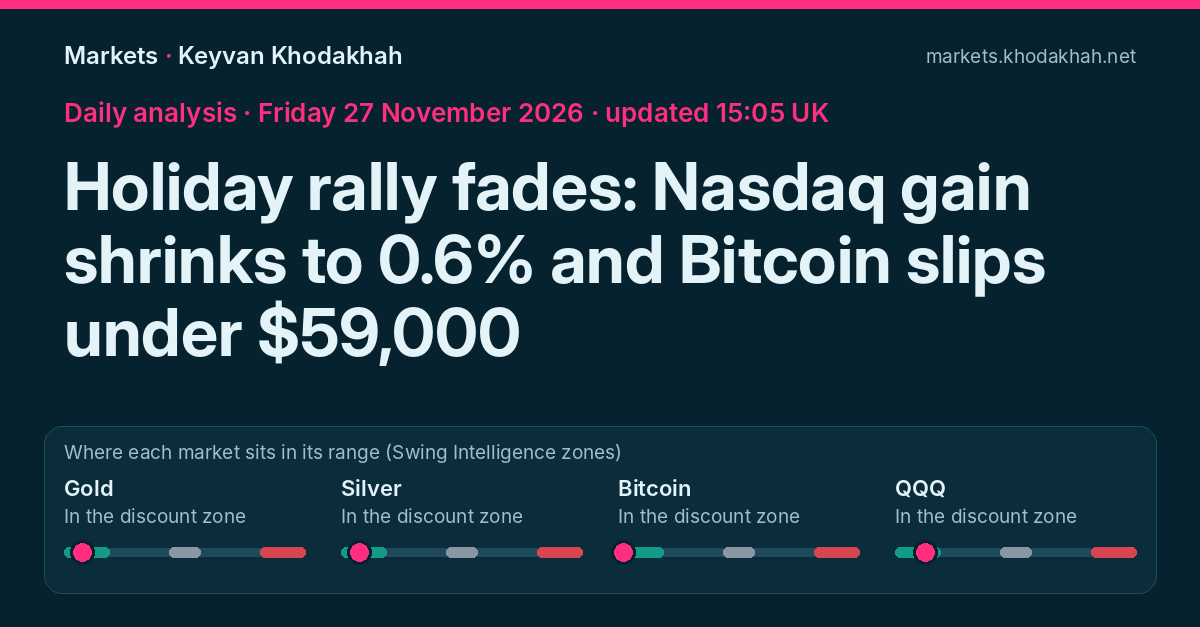 Markets · Keyvan Khodakhah
markets.khodakhah.net
Daily analysis · Friday 27 November 2026 · updated 15:05 UK
Holiday rally fades: Nasdaq gain
shrinks to 0.6% and Bitcoin slips
under $59,000
Where each market sits in its range (Swing Intelligence zones)
Gold
In the discount zone
Silver
In the discount zone
Bitcoin
In the discount zone
QQQ
In the discount zone